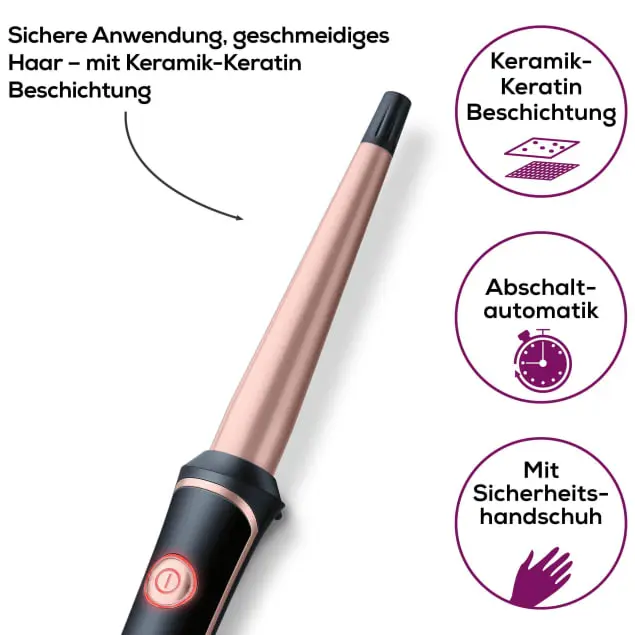 Sichere Anwendung, geschmeidiges
Haar – mit Keramik-Keratin
Beschichtung
Keramik-
Keratin
Beschichtung
Abschalt-
automatik
Mit
Sicherheits-
handschuh